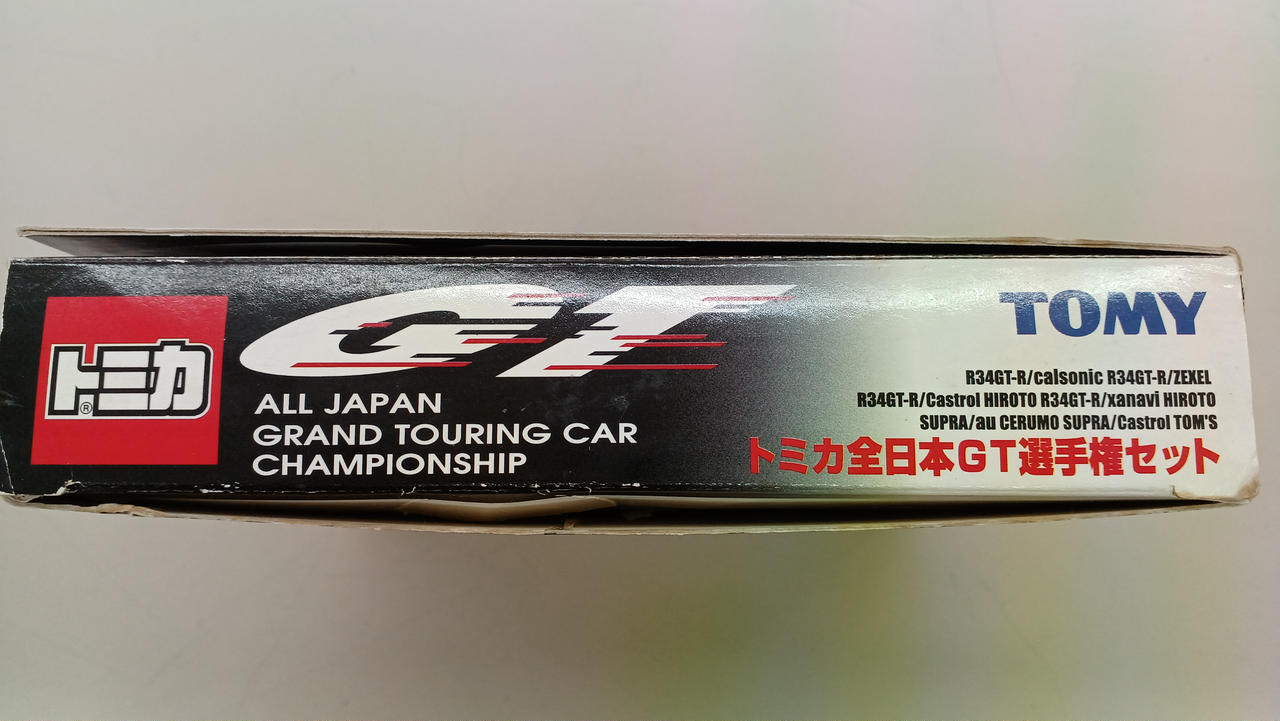 トミカ®
GT
ALL JAPAN
GRAND TOURING CAR
CHAMPIONSHIP
TOMY
R34GT-R/calsonic R34GT-R/ZEXEL
R34GT-R/Castrol HIROTO R34GT-R/xanavi HIROTO
SUPRA/au CERUMO SUPRA/Castrol TOM'S
トミカ全日本GT選手権セット